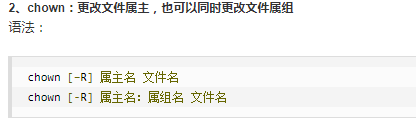 2、chown：更改文件属主，也可以同时更改文件属组
语法：
chown [-R] 属主名 文件名
chown [-R] 属主名：属组名 文件名